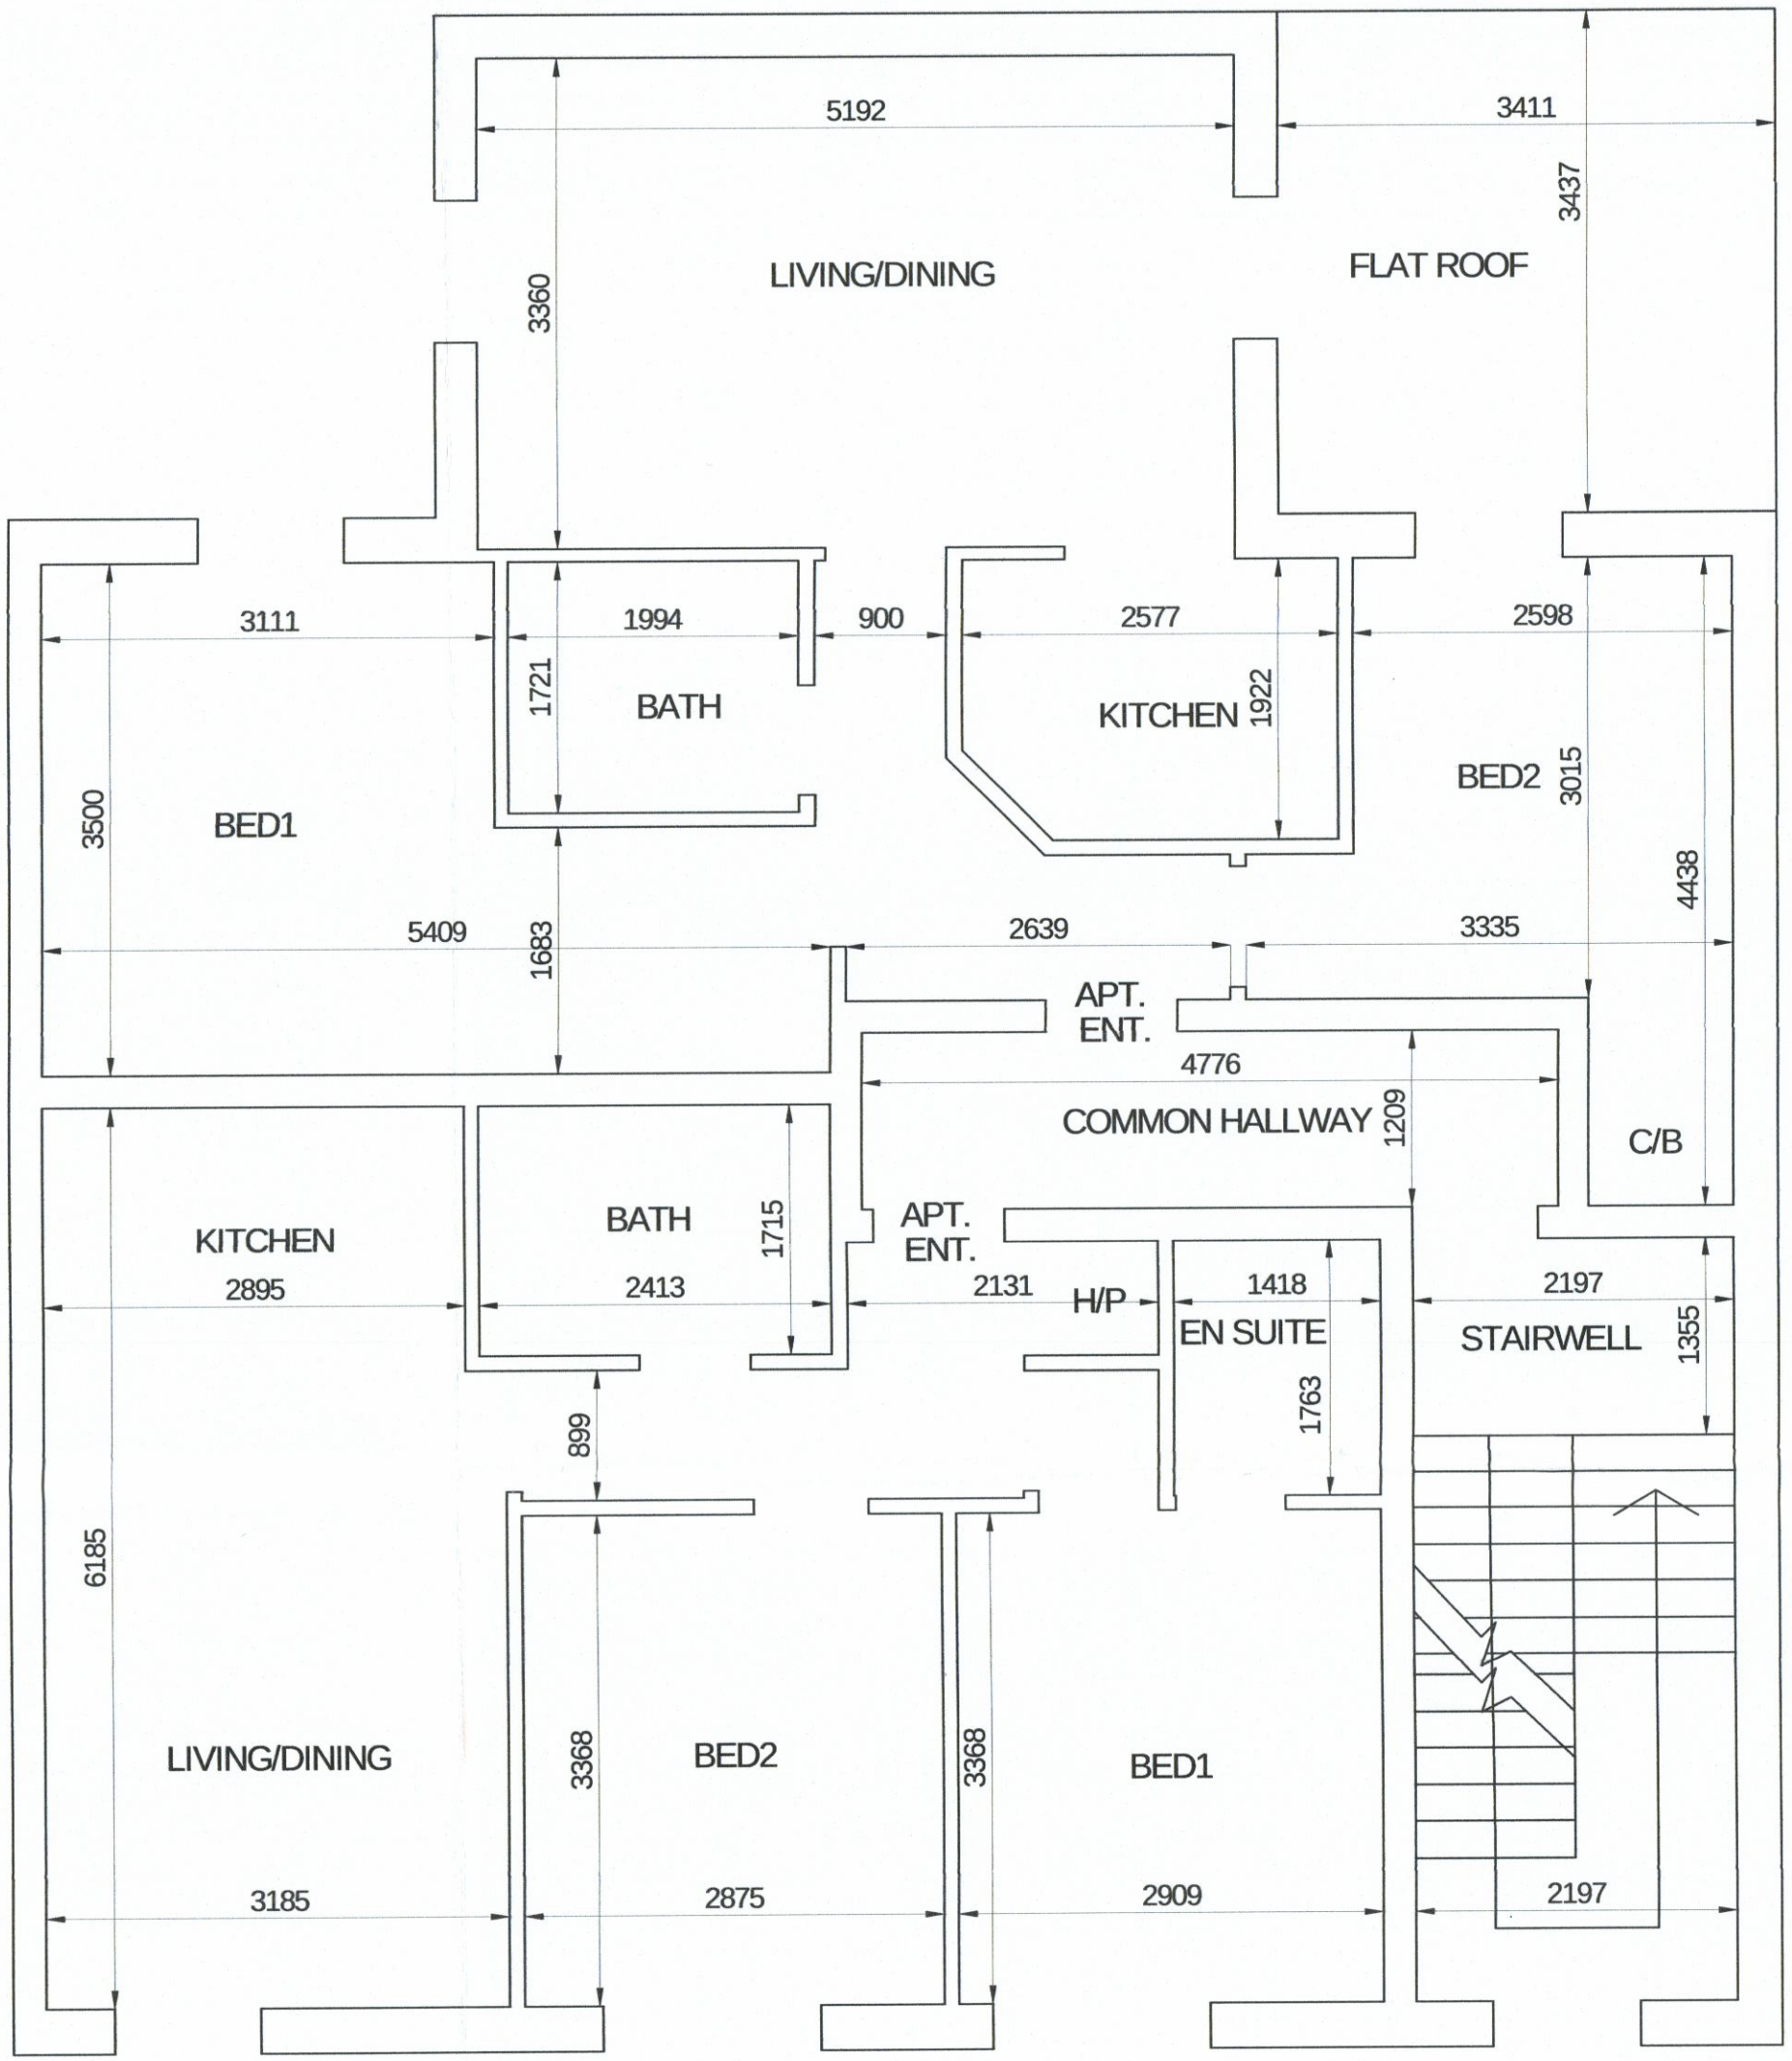 5192
3411
3437
3360
LIVING/DINING
FLAT ROOF
3111
1994
900
2577
2598
1721
BATH
KITCHEN
1922
BED2
3015
3500
BED1
4438
5409
1683
2639
3335
APT.
ENT.
4776
COMMON HALLWAY
1209
C/B
KITCHEN
2895
BATH
2413
1715
APT.
ENT.
2131
H/P
1418
EN SUITE
1763
2197
STAIRWELL
1355
899
6185
LIVING/DINING
3368
BED2
3368
BED1
3185
2875
2909
2197